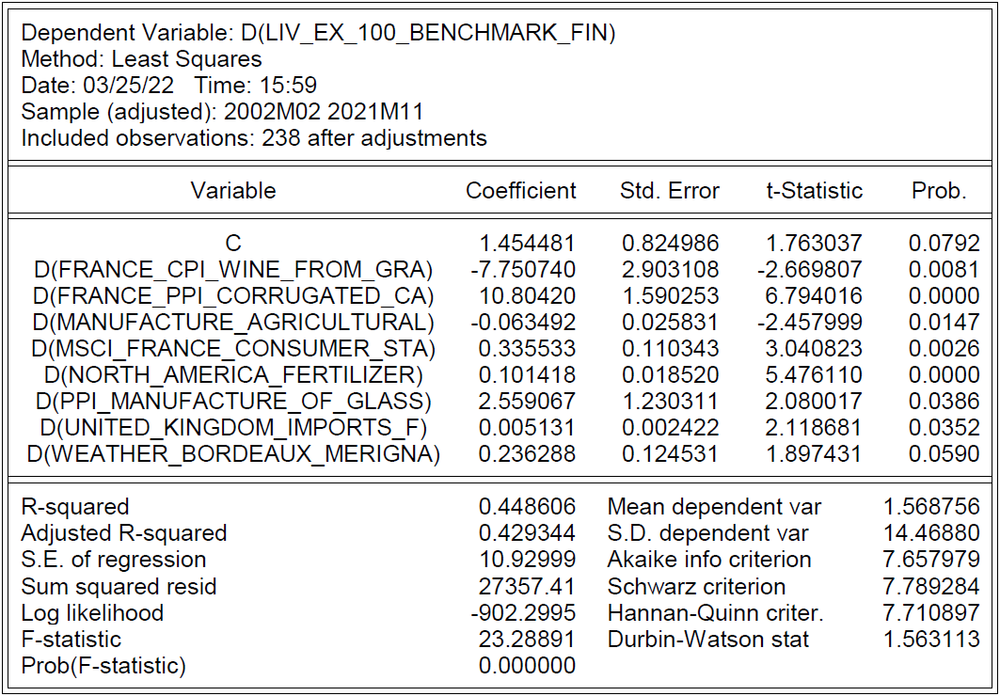 Dependent Variable: D(LIV_EX_100_BENCHMARK_FIN)
Method: Least Squares
Date: 03/25/22 Time: 15:59
Sample (adjusted): 2002M02 2021M11
Included observations: 238 after adjustments
Variable Coefficient Std. Error t-Statistic Prob.
C 1.454481 0.824986 1.763037 0.0792
D(FRANCE_CPI_WINE_FROM_GRA) -7.750740 2.903108 -2.669807 0.0081
D(FRANCE_PPI_CORRUGATED_CA) 10.80420 1.590253 6.794016 0.0000
D(MANUFACTURE_AGRICULTURAL) -0.063492 0.025831 -2.457999 0.0147
D(MSCI_FRANCE_CONSUMER_STA) 0.335533 0.110343 3.040823 0.0026
D(NORTH_AMERICA_FERTILIZER) 0.101418 0.018520 5.476110 0.0000
D(PPI_MANUFACTURE_OF_GLASS) 2.559067 1.230311 2.080017 0.0386
D(UNITED_KINGDOM_IMPORTS_F) 0.005131 0.002422 2.118681 0.0352
D(WEATHER_BORDEAUX_MERIGNA) 0.236288 0.124531 1.897431 0.0590
R-squared 0.448606 Mean dependent var 1.568756
Adjusted R-squared 0.429344 S.D. dependent var 14.46880
S.E. of regression 10.92999 Akaike info criterion 7.657979
Sum squared resid 27357.41 Schwarz criterion 7.789284
Log likelihood -902.2995 Hannan-Quinn criter. 7.710897
F-statistic 23.28891 Durbin-Watson stat 1.563113
Prob(F-statistic) 0.000000